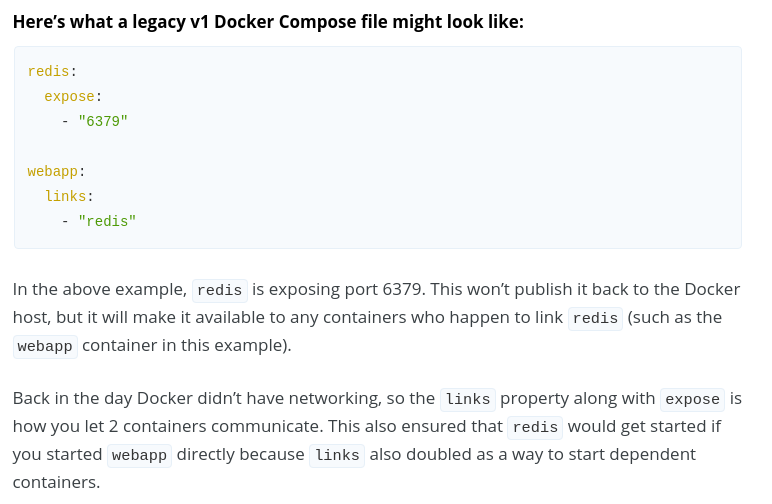 Here’s what a legacy v1 Docker Compose file might look like:
redis:
  expose:
    - "6379"

webapp:
  links:
    - "redis"

In the above example, redis is exposing port 6379. This won’t publish it back to the Docker
host, but it will make it available to any containers who happen to link redis (such as the
webapp container in this example).

Back in the day Docker didn’t have networking, so the links property along with expose is
how you let 2 containers communicate. This also ensured that redis would get started if
you started webapp directly because links also doubled as a way to start dependent
containers.